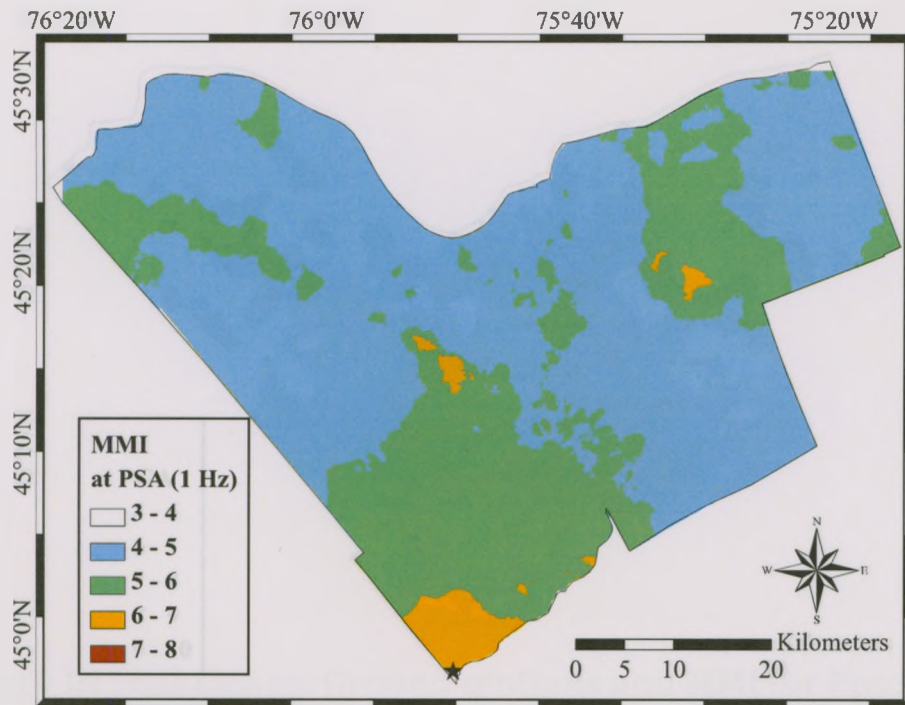 76°20'W 76°0'W 75°40'W 75°20'W
45°30'N
45°20'N
45°10'N
45°0'N
MMI
at PSA (1 Hz)
3 - 4
4 - 5
5 - 6
6 - 7
7 - 8
N
W E
S
Kilometers
0 5 10 20